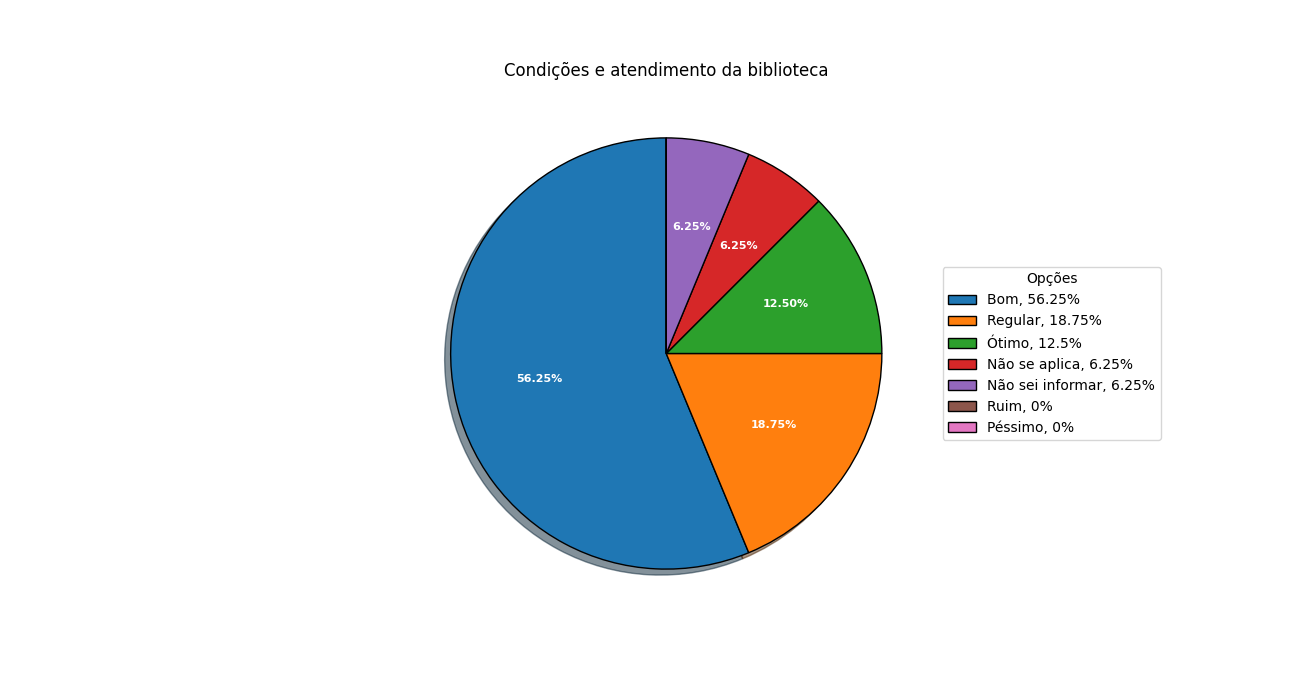 Condições e atendimento da biblioteca
6.25%
6.25%
12.50%
56.25%
18.75%
Opções
Bom, 56.25%
Regular, 18.75%
Ótimo, 12.5%
Não se aplica, 6.25%
Não sei informar, 6.25%
Ruim, 0%
Péssimo, 0%